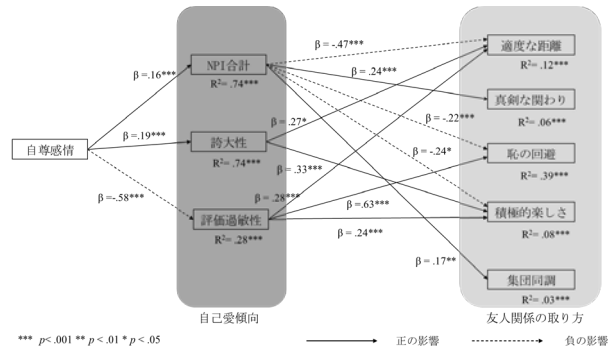 β = -.47***
NPI合計
適度な距離
β =.16***
R²= .74***
β = .24***
R²= .12***
真剣な関わり
β =.19***
β = .27*
β = -.22***
R²= .06***
自尊感情
誇大性
β = -.24*
恥の回避
R²= .74***
β = .33***
R²= .39***
β =-.58***
β = .28***
β =.63***
積極的楽しさ
評価過敏性
β = .24***
R²= .28***
R²= .08***
β = .17**
集団同調
R²= .03***
自己愛傾向
友人関係の取り方
*** p< .001 ** p < .01 * p < .05
正の影響
負の影響